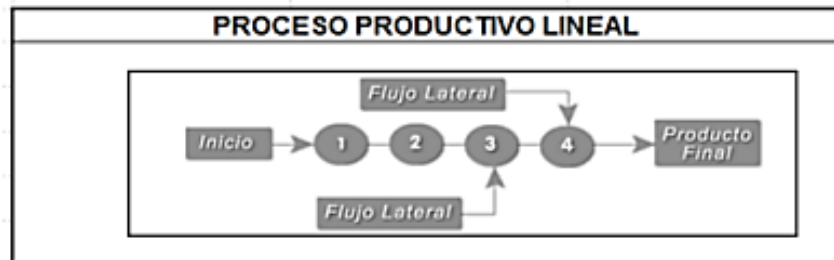 PROCESO PRODUCTIVO LINEAL
Flujo Lateral
Inicio
1
2
3
4
Producto
Final
Flujo Lateral